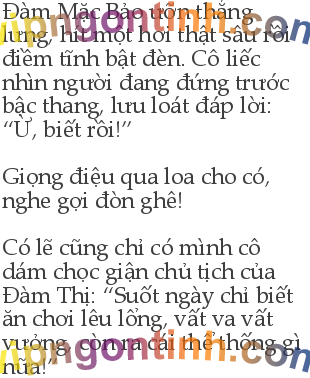 Đàm Mặc Bảo ưỡn thẳng
lưng, hít một hơi thật sâu rồi
điềm tĩnh bật đèn. Cô liếc
nhìn người đang đứng trước
bậc thang, lưu loát đáp lời:
“Ừ, biết rồi!”
Giọng điệu qua loa cho có,
nghe gợi đòn ghê!
Có lẽ cũng chỉ có mình cô
dám chọc giận chủ tịch của
Đàm Thị: “Suốt ngày chỉ biết
ăn chơi lêu lổng, vất va vất
vưởng, còn ra cái thể thống gì
nữa!”